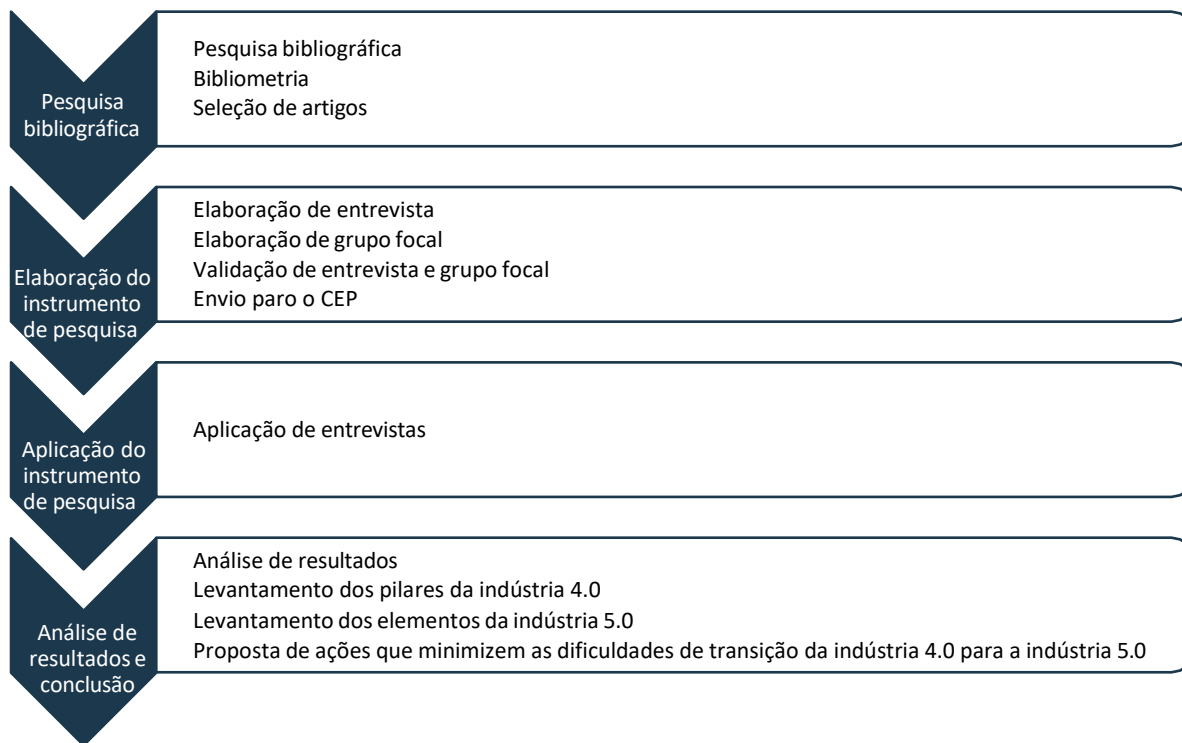 Pesquisa
bibliográfica
Pesquisa bibliográfica
Bibliometria
Seleção de artigos
Elaboração do
instrumento
de pesquisa
Elaboração de entrevista
Elaboração de grupo focal
Validação de entrevista e grupo focal
Envio paro o CEP
Aplicação do
instrumento
de pesquisa
Aplicação de entrevistas
Análise de
resultados e
conclusão
Análise de resultados
Levantamento dos pilares da indústria 4.0
Levantamento dos elementos da indústria 5.0
Proposta de ações que minimizem as dificuldades de transição da indústria 4.0 para a indústria 5.0